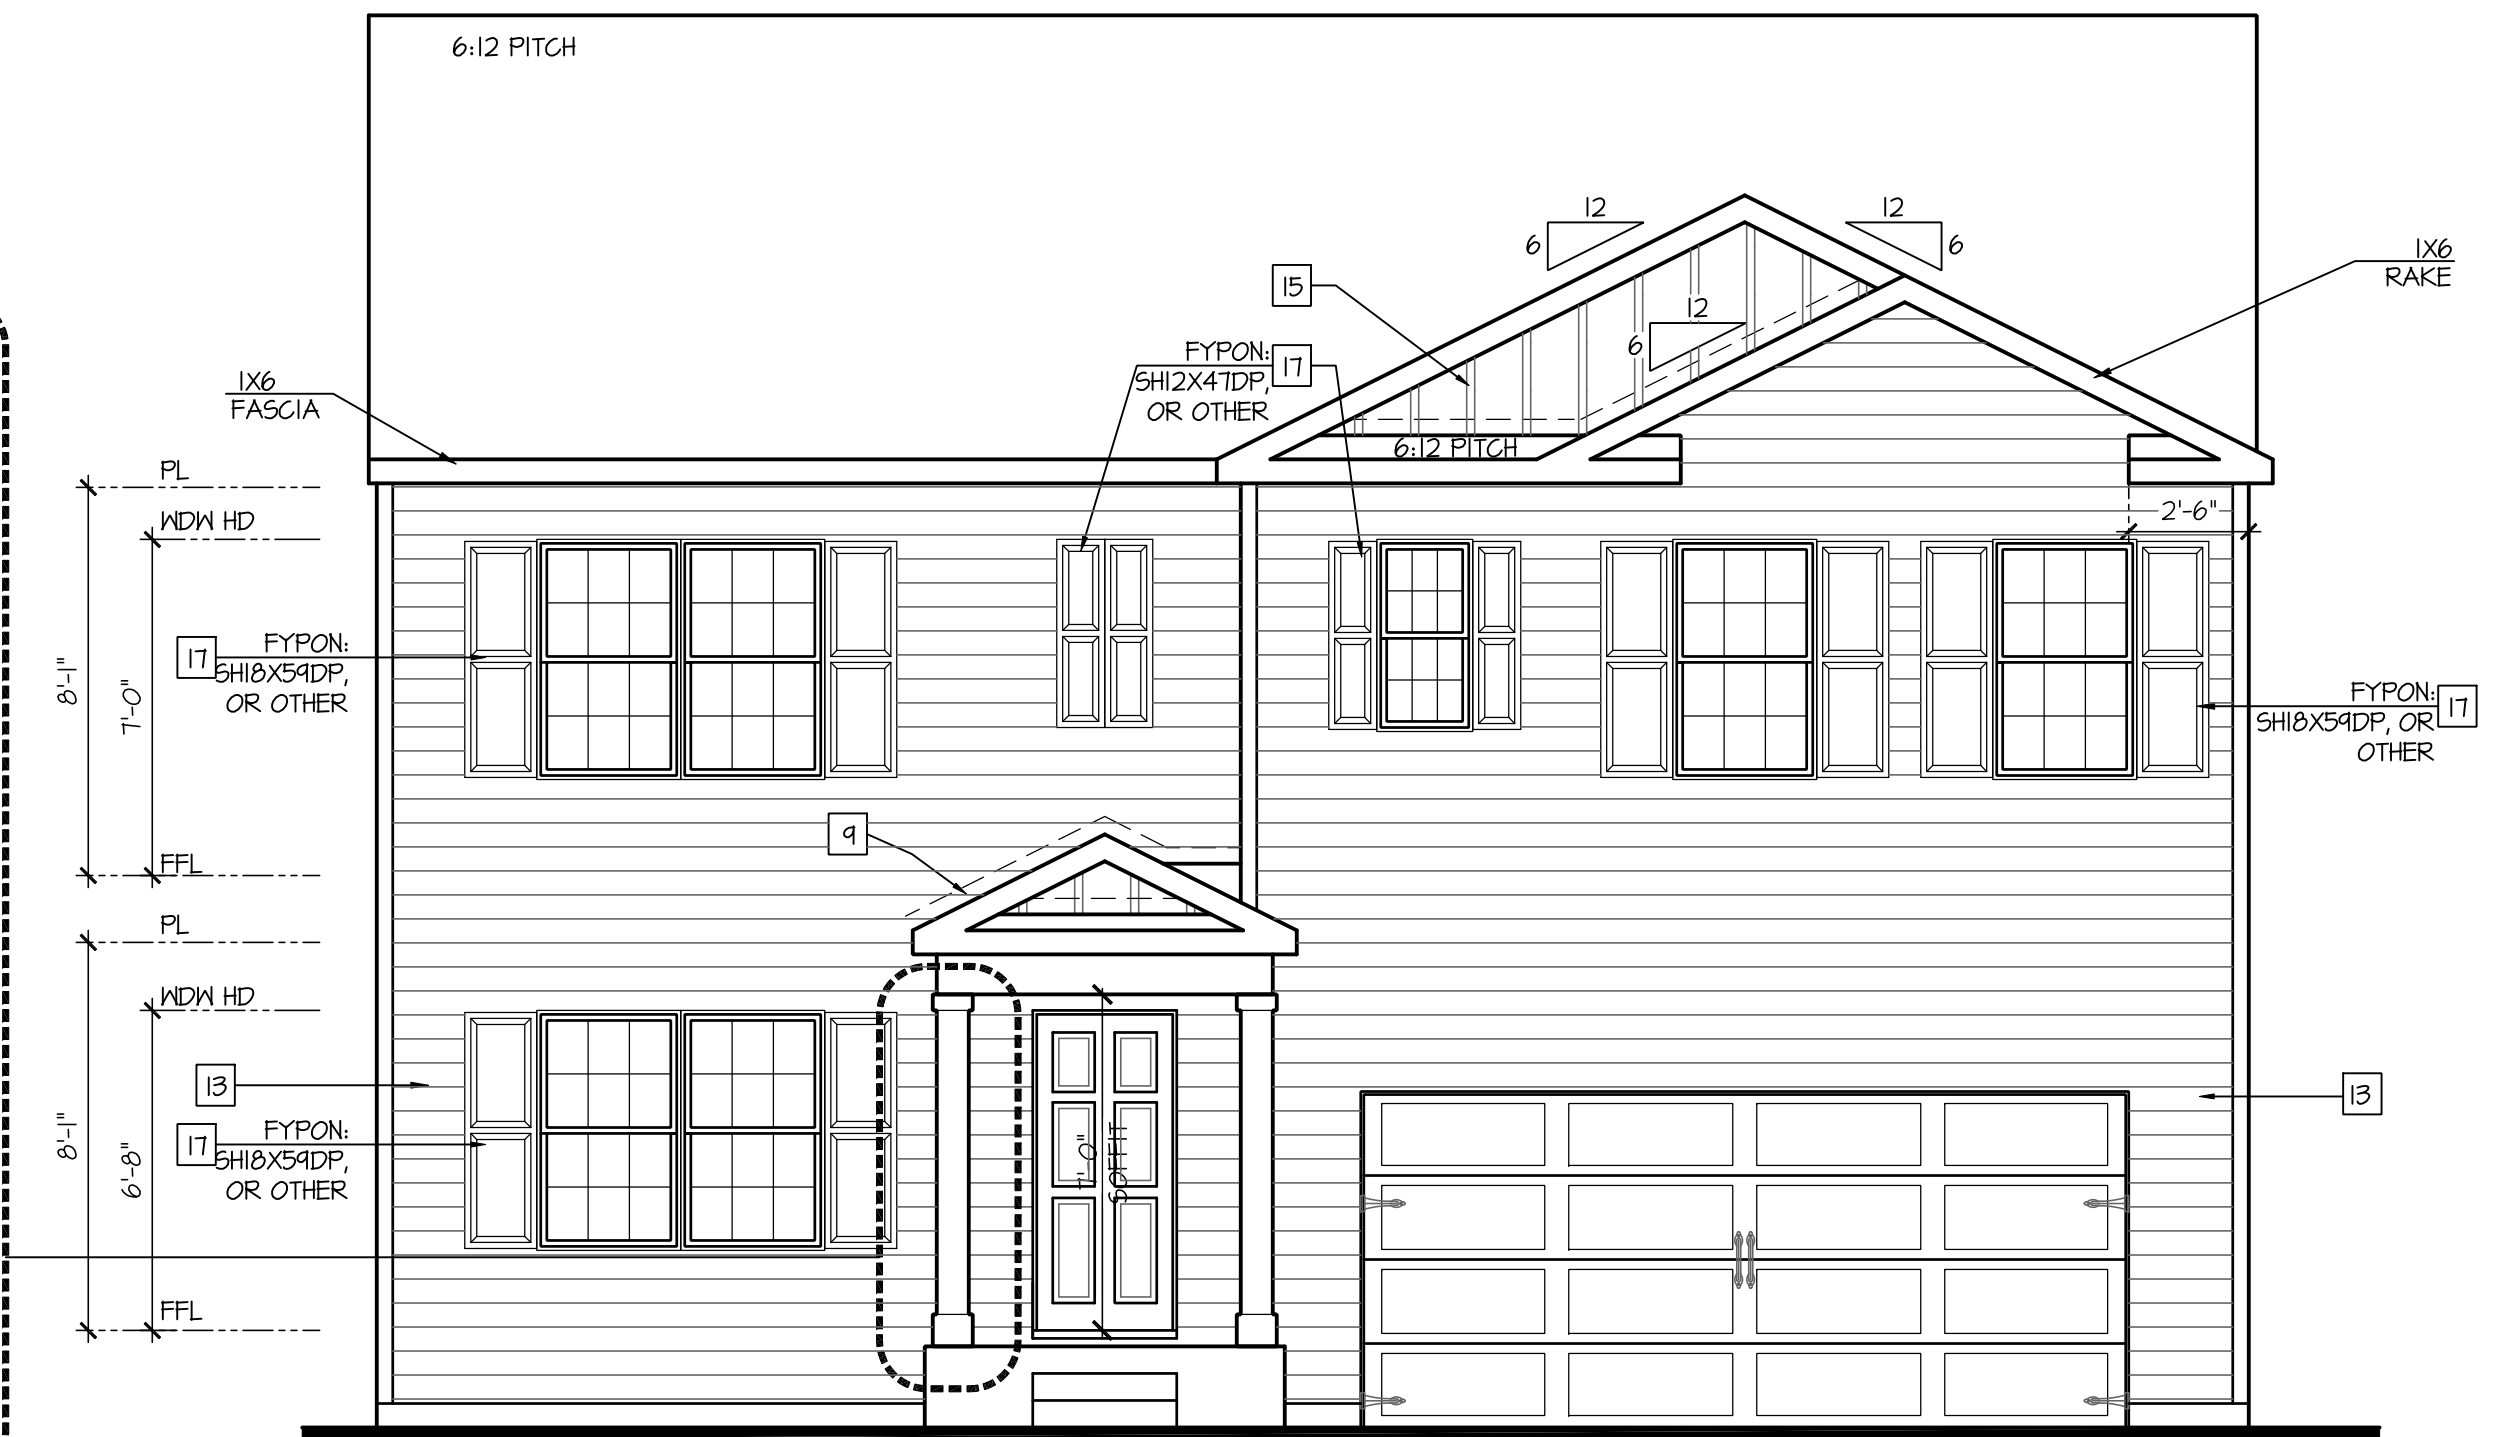 6:12 PITCH
12
6
12
6
12
6
15
1X6
RAKE
FYPON:
SH12X47DP,
OR OTHER
17
1X6
FASCIA
6:12 PITCH
PL
WDW HD
2'-6"
17
FYPON:
SH18X59DP,
OR OTHER
8'-1"
7'-0"
FYPON:
SH18X59DP, OR
OTHER
17
9
FFL
PL
WDW HD
13
13
17
FYPON:
SH18X59DP,
OR OTHER
8'-1"
6'-8"
7'-0"
SOFFIT
FFL